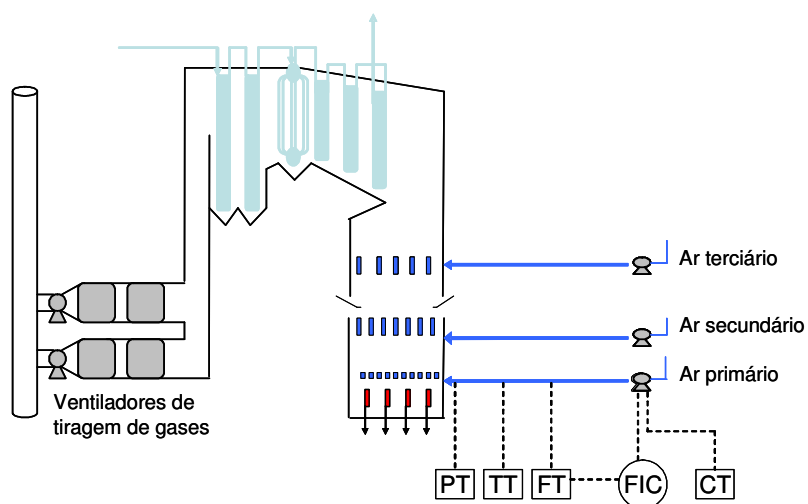 Ar terciário
Ar secundário
Ar primário
Ventiladores de
tiragem de gases
PT
TT
FT
FIC
CT